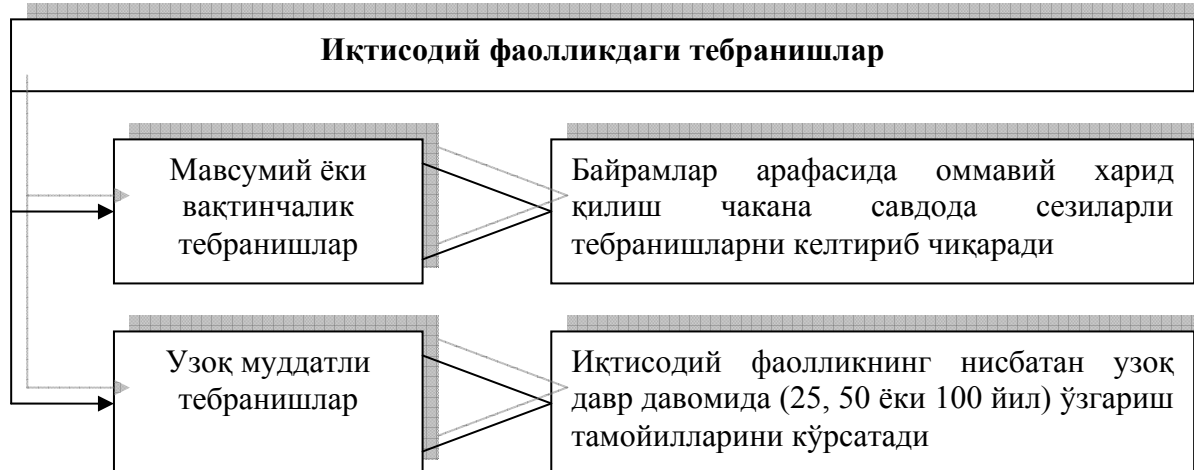 Иқтисодий фаолликдаги тебранишлар
Мавсумий ёки
вақтинчалик
тебранишлар
Байрамлар арафасида оммавий харид
қилиш чакана савдода сезиларли
тебранишларни келтириб чиқаради
Узоқ муддатли
тебранишлар
Иқтисодий фаолликнинг нисбатан узоқ
давр давомида (25, 50 ёки 100 йил) ўзгариш
тамойилларини кўрсатади